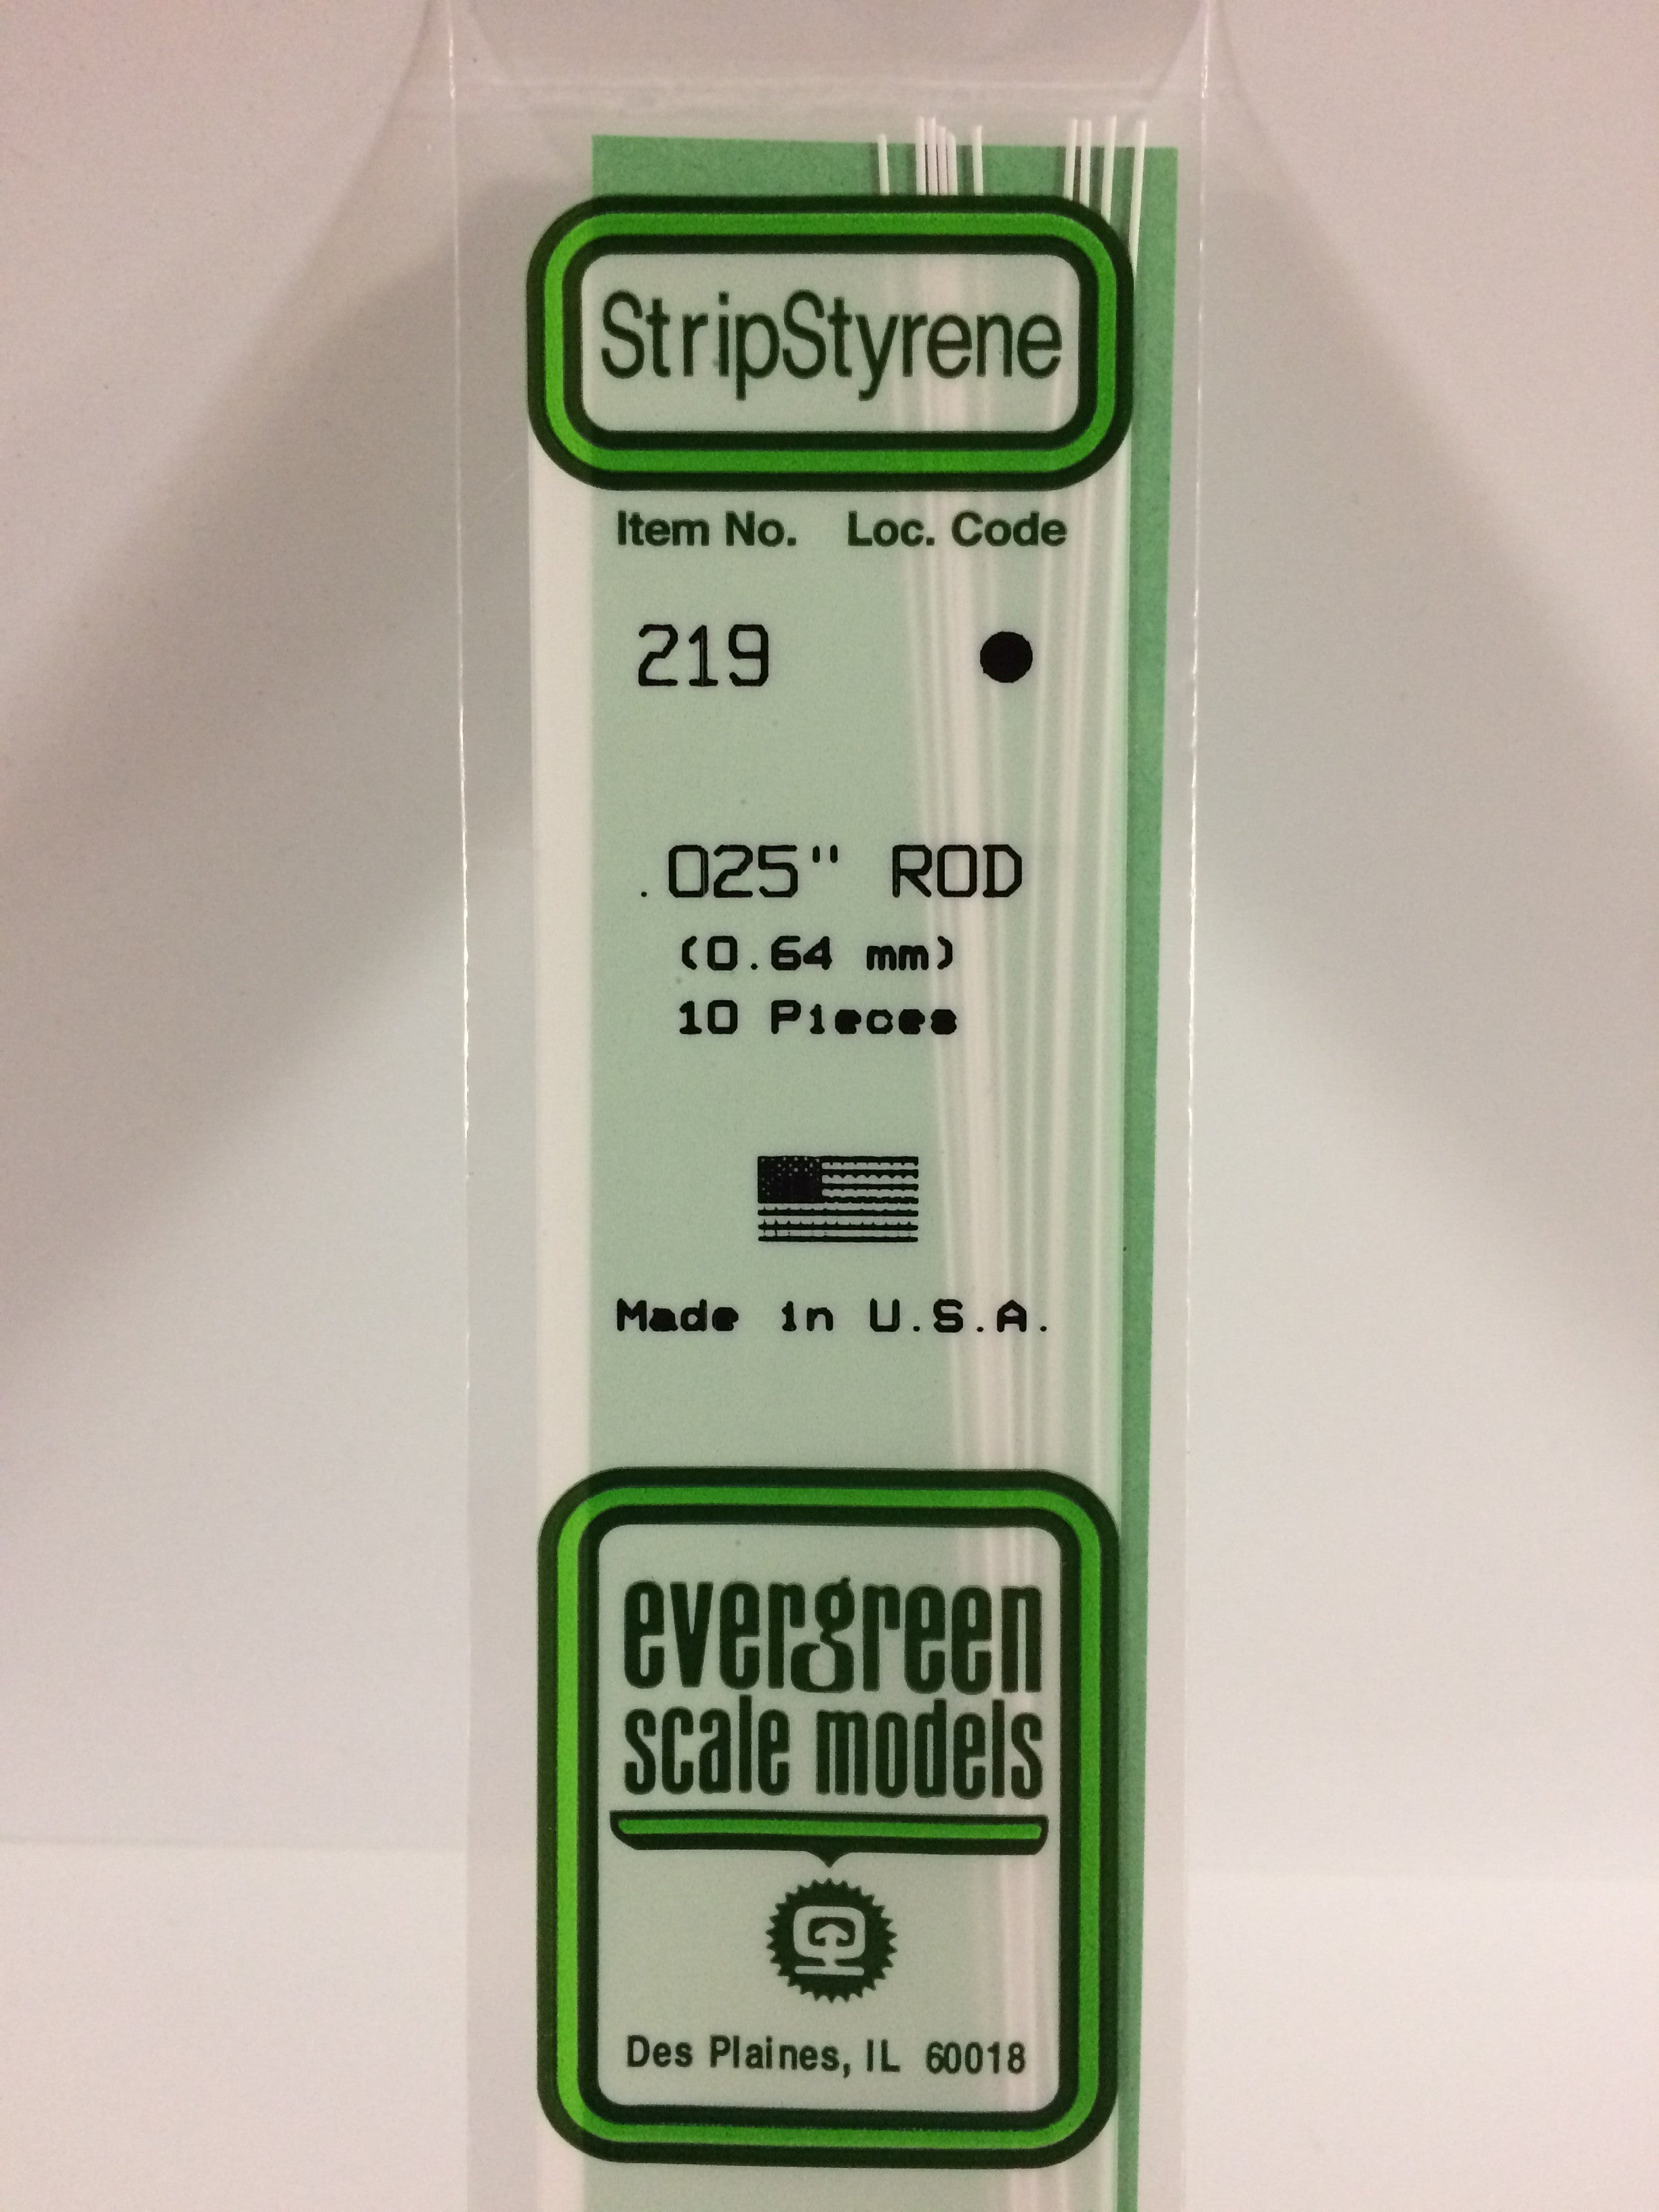 StripStyrene
Item No. Loc. Code
219
.025" ROD
(0.64 mm)
10 Pieces
Made in U.S.A.
evergreen
scale models
Des Plaines, IL 60018